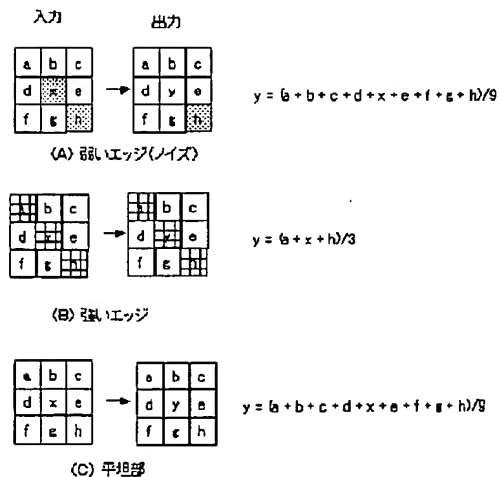 入力 出力
a b c a b c
d x e d y e
f g h f g h
y = (a + b + c + d + x + e + f + g + h)/9
(A) 弱いエッジ(ノイズ)
b c b c
d x e d y e
f g h f g h
y = (a + x + h)/3
(B) 強いエッジ
a b c a b c
d x e d y e
f g h f g h
y = (a + b + c + d + x + e + f + g + h)/9
(C) 平坦部